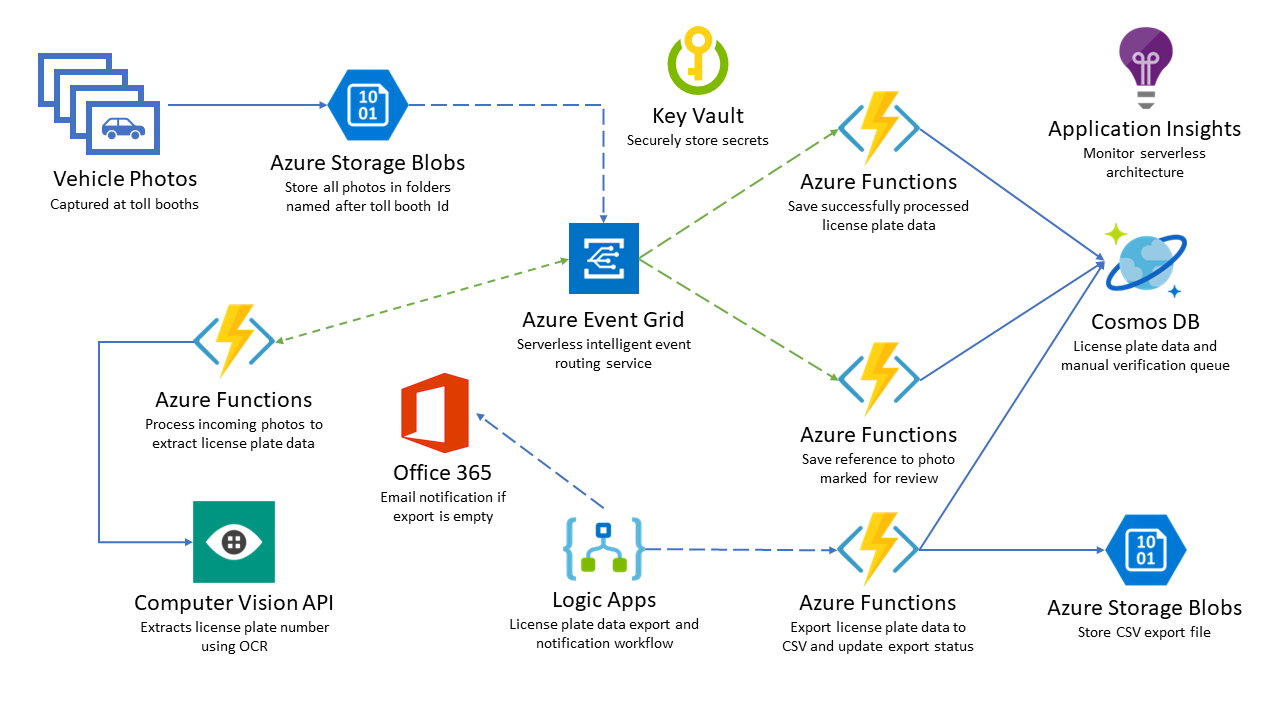 Vehicle Photos
Captured at toll booths
10
01
Azure Storage Blobs
Store all photos in folders
named after toll booth Id
Key Vault
Securely store secrets
Azure Functions
Save successfully processed
license plate data
Application Insights
Monitor serverless
architecture
Azure Event Grid
Serverless intelligent event
routing service
Cosmos DB
License plate data and
manual verification queue
Azure Functions
Process incoming photos to
extract license plate data
Office 365
Email notification if
export is empty
Azure Functions
Save reference to photo
marked for review
Computer Vision API
Extracts license plate number
using OCR
Logic Apps
License plate data export and
notification workflow
Azure Functions
Export license plate data to
CSV and update export status
10
01
Azure Storage Blobs
Store CSV export file